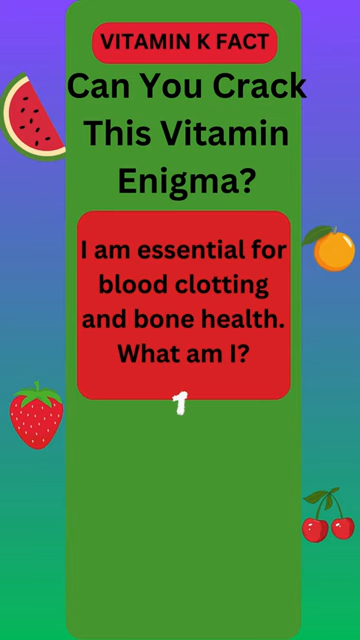 VITAMIN K FACT
Can You Crack
This Vitamin
Enigma?
I am essential for
blood clotting
and bone health.
What am I?
1